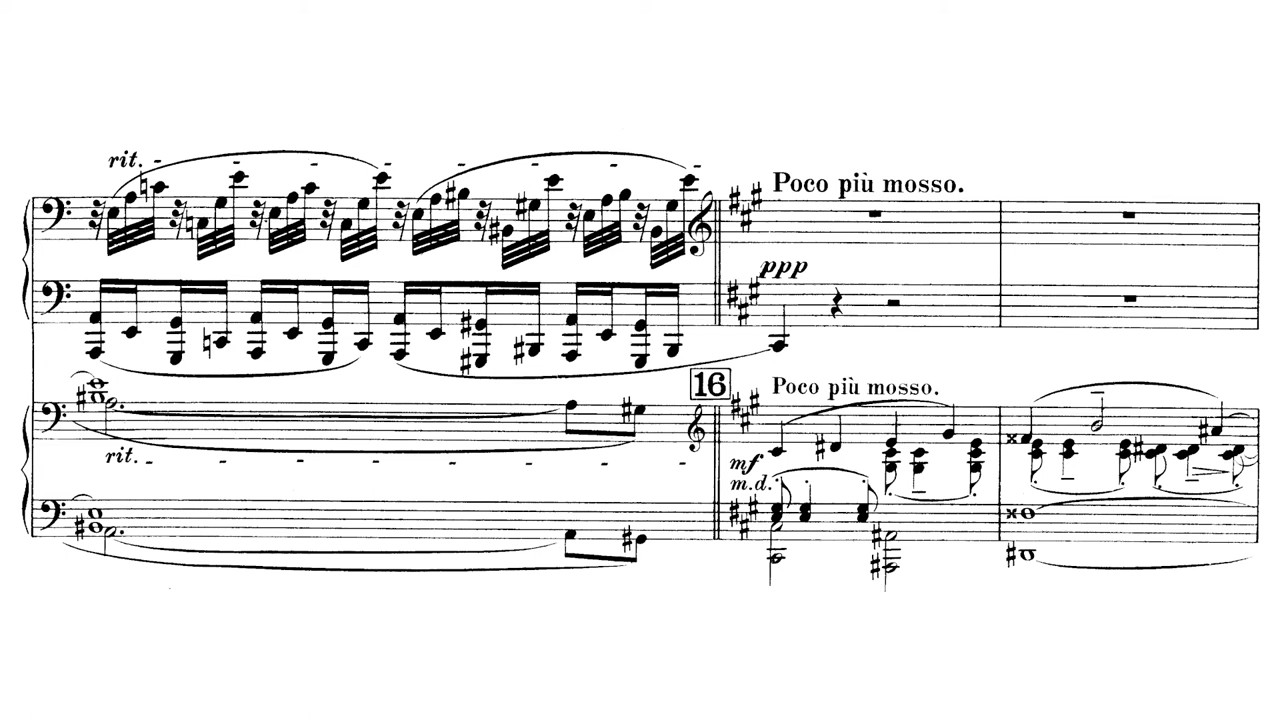 rit.
Poco più mosso.
ppp
16
Poco più mosso.
rit.
mf
m.d.